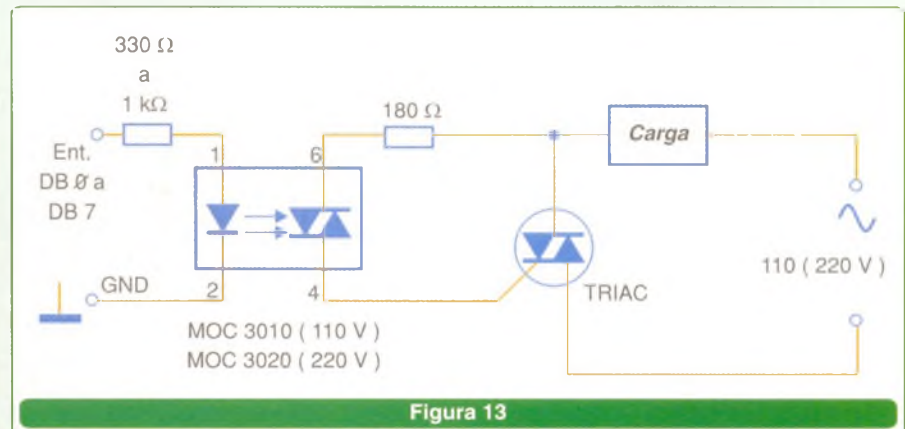 330 Ω
a
1 kΩ
180 Ω
Carga
Ent.
DB Ø a
DB 7
1
6
GND
2
4
TRIAC
110 ( 220 V )
MOC 3010 ( 110 V )
MOC 3020 ( 220 V )
Figura 13